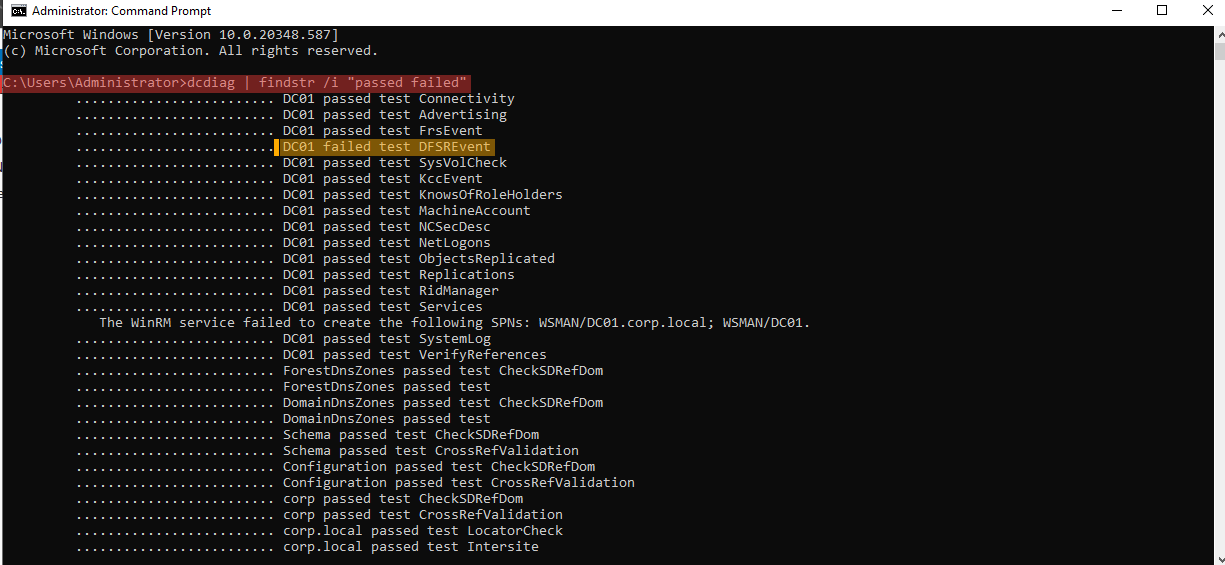 Administrator: Command Prompt
Microsoft Windows [Version 10.0.20348.587]
(c) Microsoft Corporation. All rights reserved.
C:\Users\Administrator>dcdiag | findstr /i "passed failed"
......................... DC01 passed test Connectivity
......................... DC01 passed test Advertising
......................... DC01 passed test FrsEvent
......................... DC01 failed test DFSREvent
......................... DC01 passed test SysVolCheck
......................... DC01 passed test KccEvent
......................... DC01 passed test KnowsOfRoleHolders
......................... DC01 passed test MachineAccount
......................... DC01 passed test NCSecDesc
......................... DC01 passed test NetLogons
......................... DC01 passed test ObjectsReplicated
......................... DC01 passed test Replications
......................... DC01 passed test RidManager
......................... DC01 passed test Services
The WinRM service failed to create the following SPNs: WSMAN/DC01.corp.local; WSMAN/DC01.
......................... DC01 passed test SystemLog
......................... DC01 passed test VerifyReferences
......................... ForestDnsZones passed test CheckSDRefDom
......................... ForestDnsZones passed test
......................... DomainDnsZones passed test CheckSDRefDom
......................... DomainDnsZones passed test
......................... Schema passed test CheckSDRefDom
......................... Schema passed test CrossRefValidation
......................... Configuration passed test CheckSDRefDom
......................... Configuration passed test CrossRefValidation
......................... corp passed test CheckSDRefDom
......................... corp passed test CrossRefValidation
......................... corp.local passed test LocatorCheck
......................... corp.local passed test Intersite